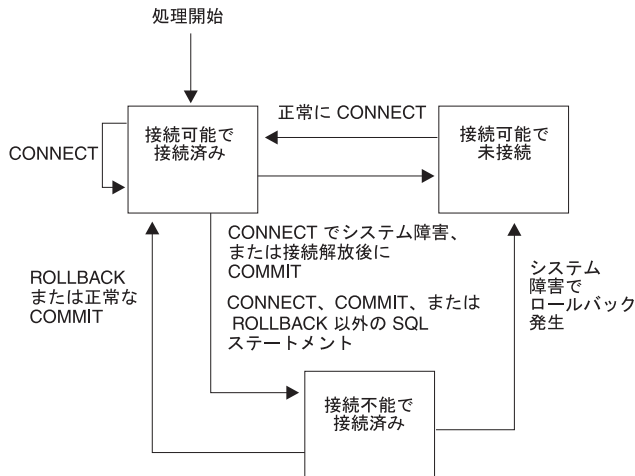 処理開始
正常に CONNECT
接続可能で
接続済み
接続可能で
未接続
CONNECT
CONNECT でシステム障害、
または接続解放後に
COMMIT
ROLLBACK
または正常な
COMMIT
CONNECT、COMMIT、または
ROLLBACK 以外の SQL
ステートメント
システム
障害で
ロールバック
発生
接続不能で
接続済み